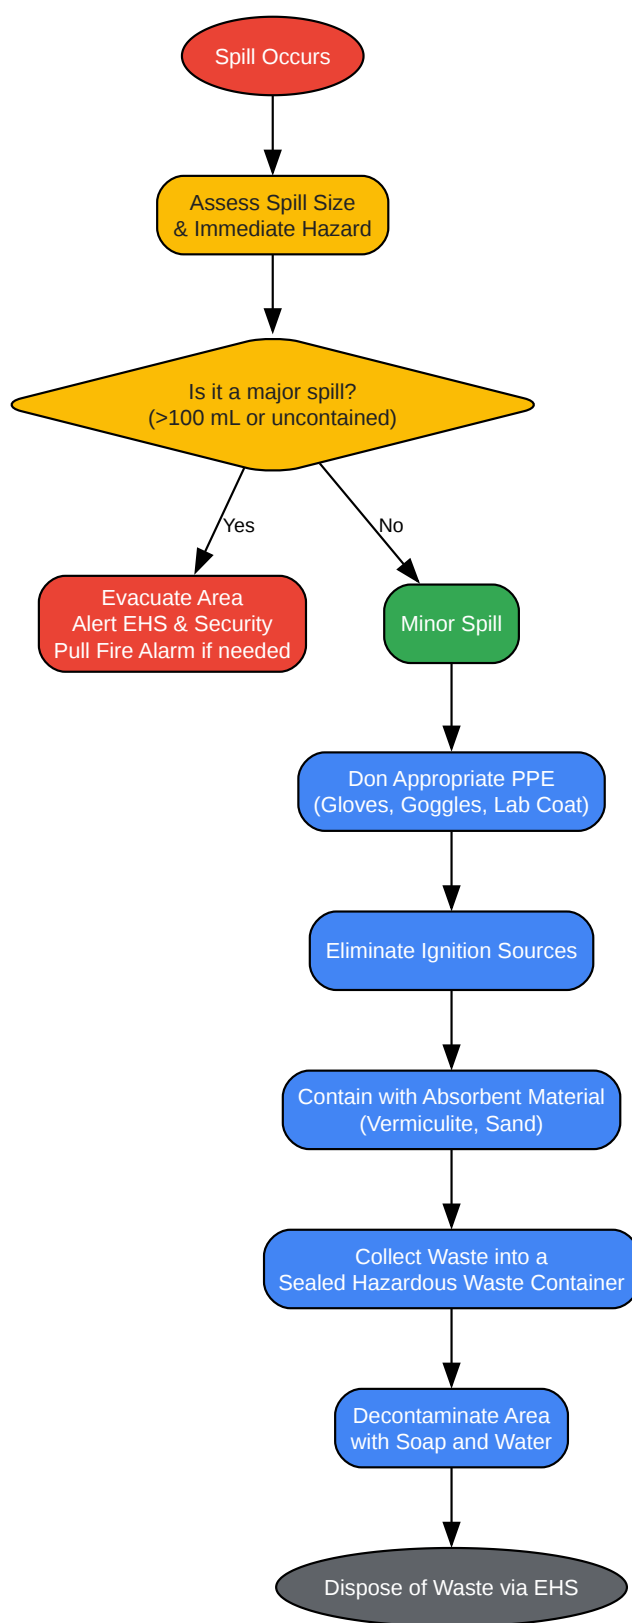 Spill Occurs
Assess Spill Size
& Immediate Hazard
Is it a major spill?
(>100 mL or uncontained)
Yes
No
Evacuate Area
Alert EHS & Security
Pull Fire Alarm if needed
Minor Spill
Don Appropriate PPE
(Gloves, Goggles, Lab Coat)
Eliminate Ignition Sources
Contain with Absorbent Material
(Vermiculite, Sand)
Collect Waste into a
Sealed Hazardous Waste Container
Decontaminate Area
with Soap and Water
Dispose of Waste via EHS